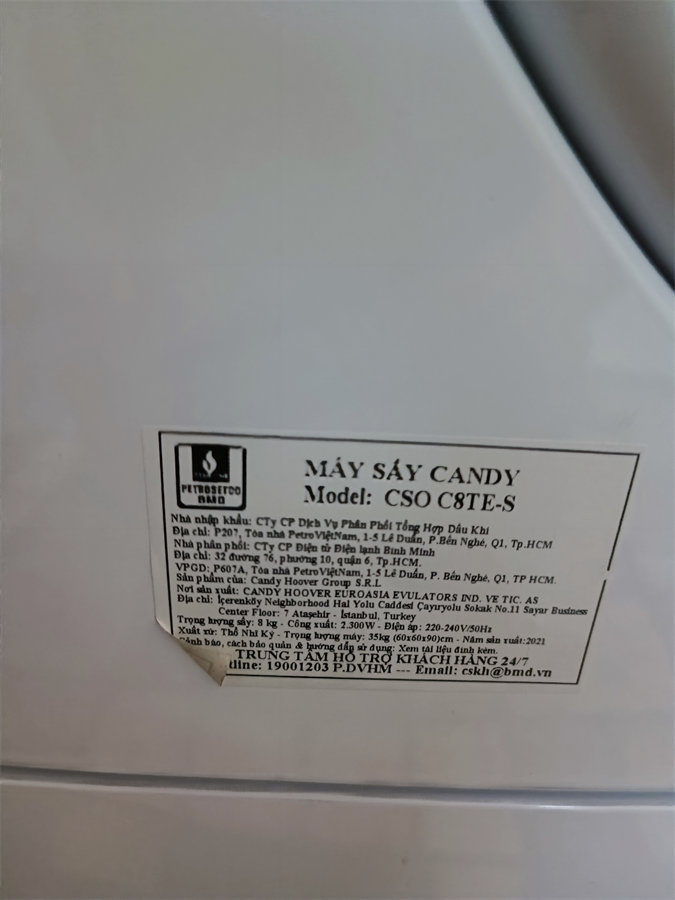 PETROSETCO
BMD
MÁY SẤY CANDY
Model: CSO C8TE-S
Nhà nhập khẩu: CTy CP Dịch Vụ Phân Phối Tổng Hợp Dầu Khí
Địa chỉ: P207, Tòa nhà PetroViệtNam, 1-5 Lê Duẩn, P.Bến Nghé, Q1, Tp.HCM
Nhà phân phối: CTy CP Điện tử Điện lạnh Bình Minh
Địa chỉ: 32 đường 76, phường 10, quận 6, Tp.HCM.
VPGD: P607A, Tòa nhà PetroViệtNam, 1-5 Lê Duẩn, P. Bến Nghé, Q1, TP HCM.
Sản phẩm của: Candy Hoover Group S.R.L
Nơi sản xuất: CANDY HOOVER EUROASIA EVULATORS IND. VE TIC. AS
Địa chỉ: Içerenköy Neighborhood Hal Yolu Caddesi Çayıryolu Sokak No.11 Sayar Business
Center Floor: 7 Ataşehir - İstanbul, Turkey
Trọng lượng sấy: 8 kg - Công xuất: 2.300W - Điện áp: 220-240V/50Hz
Xuất xứ: Thổ Nhĩ Kỳ - Trọng lượng máy: 35kg (60x60x90)cm - Năm sản xuất:2021
ảnh báo, cách bảo quản & hướng dẫn sử dụng: Xem tài liệu đính kèm.
TRUNG TÂM HỖ TRỢ KHÁCH HÀNG 24/7
tline: 19001203 P.DVHM --- Email: cskh@bmd.vn